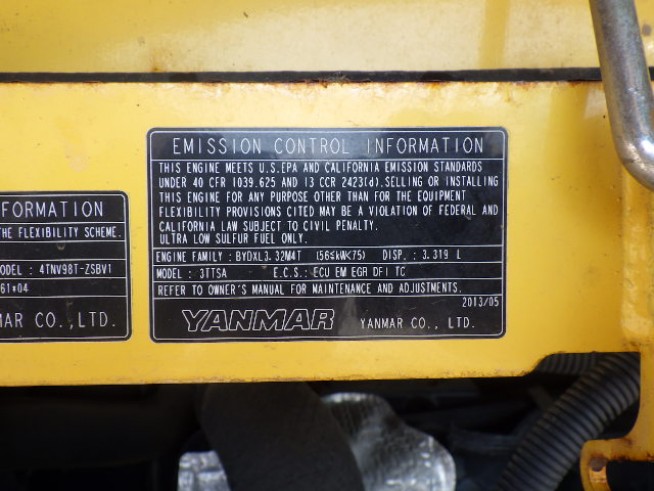 FORMATION
THE FLEXIBILITY SCHEME.
MODEL : 4TNV98T-ZSBV1
61*04
MAR CO.,LTD.
EMISSION CONTROL INFORMATION
THIS ENGINE MEETS U.S.EPA AND CALIFORNIA EMISSION STANDARDS
UNDER 40 CFR 1039.625 AND 13 CCR 2423(d).SELLING OR INSTALLING
THIS ENGINE FOR ANY PURPOSE OTHER THAN FOR THE EQUIPMENT
FLEXIBILITY PROVISIONS CITED MAY BE A VIOLATION OF FEDERAL AND
CALIFORNIA LAW SUBJECT TO CIVIL PENALTY.
ULTRA LOW SULFUR FUEL ONLY.
ENGINE FAMILY : BYDXL3.32M4T (56≤kW<75) DISP. : 3.319 L
MODEL : 3TTSA E.C.S.: ECU EM EGR DFI TC
REFER TO OWNER'S MANUAL FOR MAINTENANCE AND ADJUSTMENTS.
2013/05
YANMAR YANMAR CO., LTD.